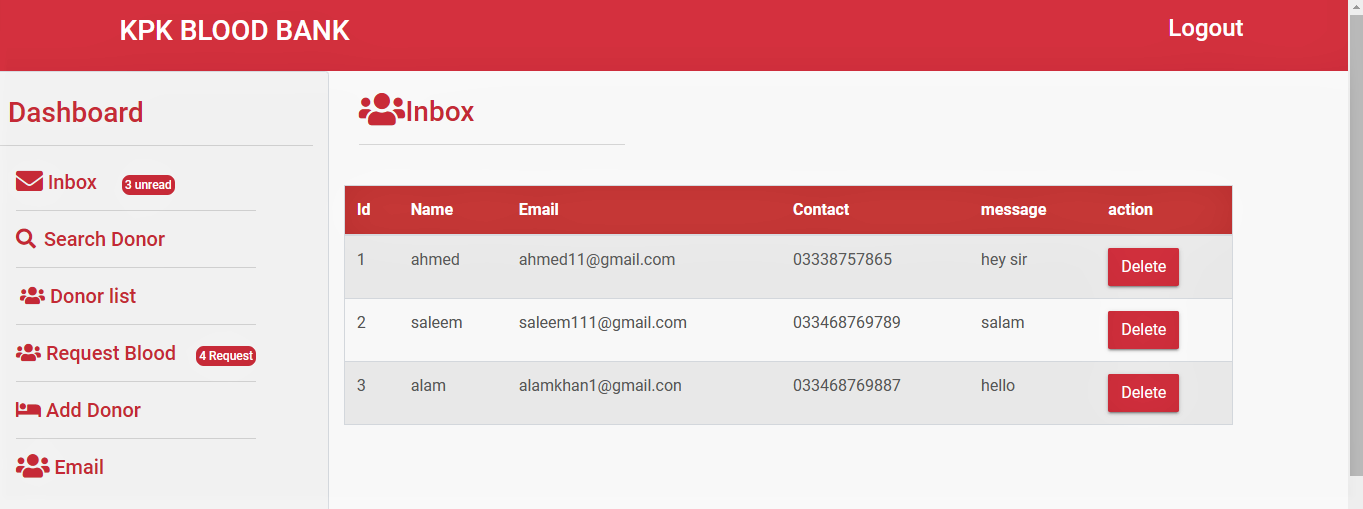 KPK BLOOD BANK
Logout
Dashboard
Inbox 3 unread
Search Donor
Donor list
Request Blood 4 Request
Add Donor
Email
Inbox
Id Name Email Contact message action
1 ahmed ahmed11@gmail.com 03338757865 hey sir Delete
2 saleem saleem111@gmail.com 033468769789 salam Delete
3 alam alamkhan1@gmail.con 033468769887 hello Delete